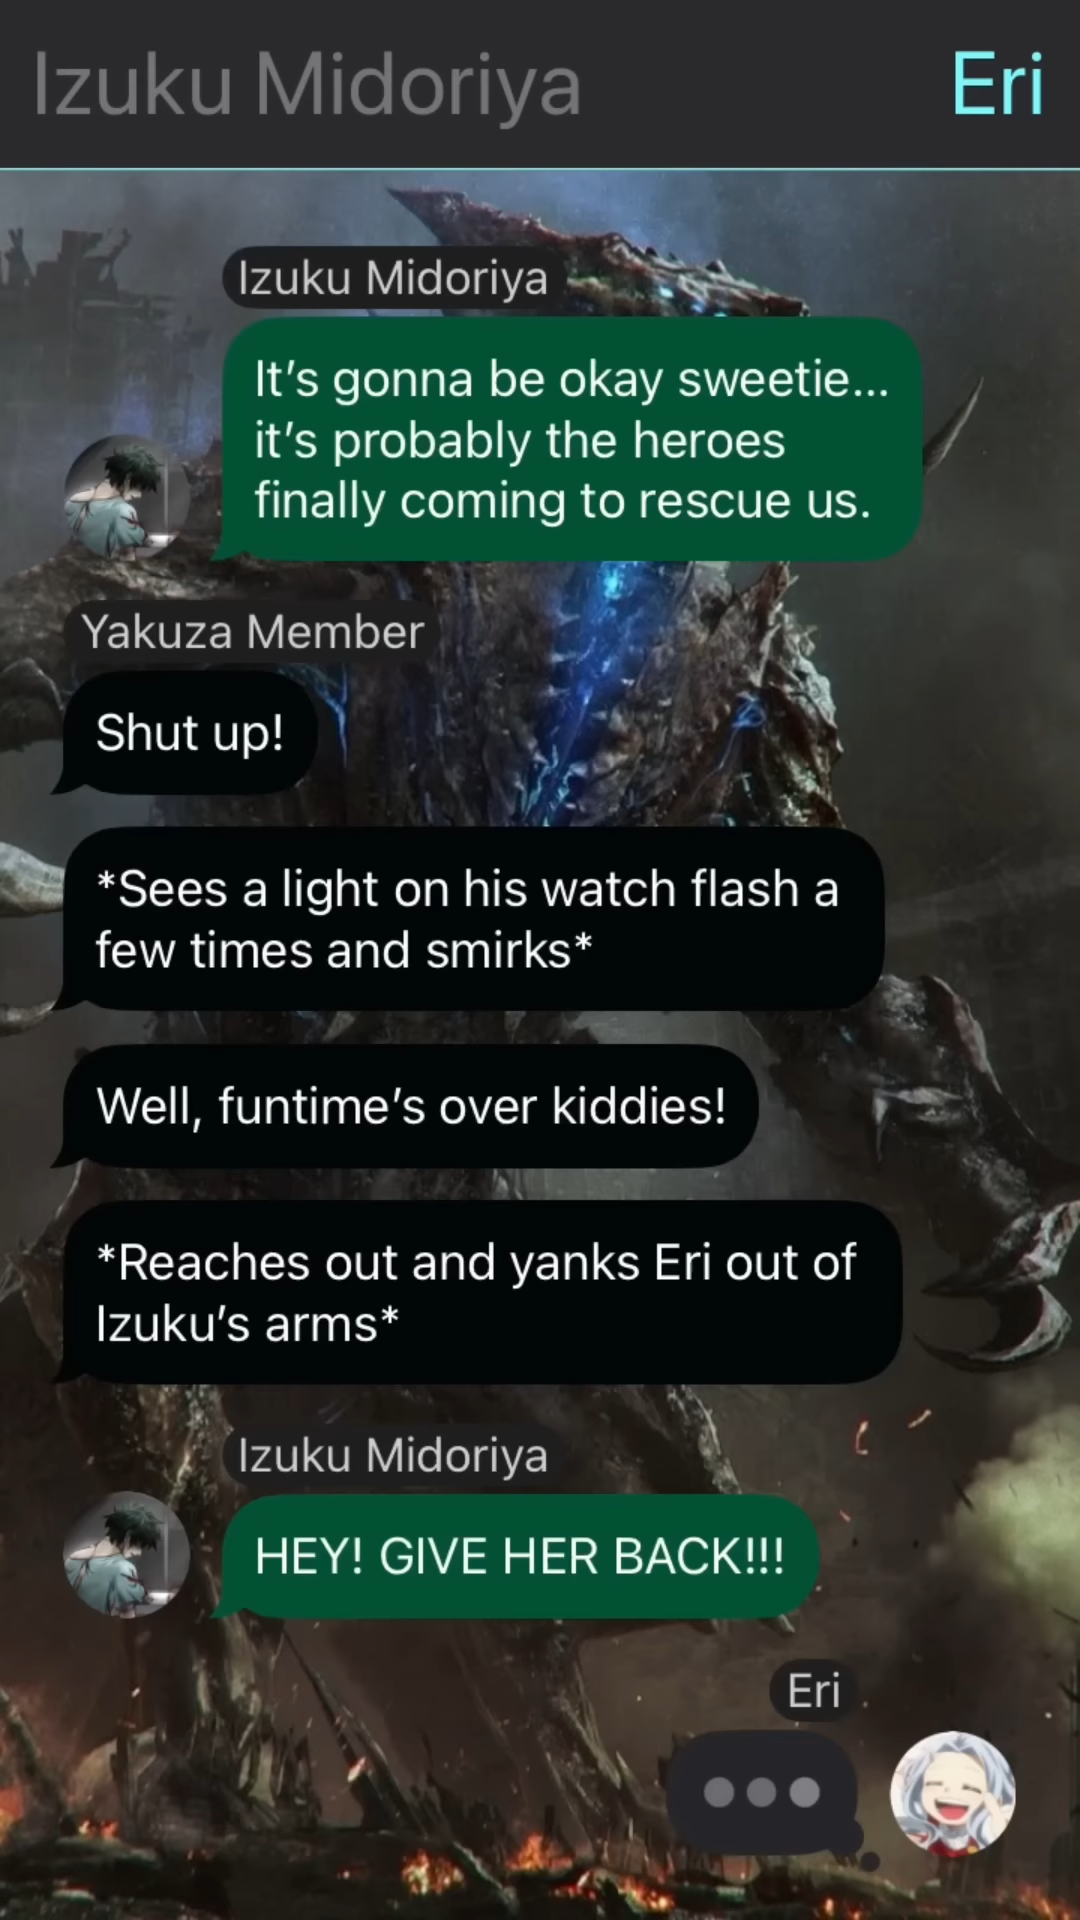 Izuku Midoriya Eri
Izuku Midoriya
It’s gonna be okay sweetie...
it’s probably the heroes
finally coming to rescue us.
Yakuza Member
Shut up!
*Sees a light on his watch flash a
few times and smirks*
Well, funtime’s over kiddies!
*Reaches out and yanks Eri out of
Izuku’s arms*
Izuku Midoriya
HEY! GIVE HER BACK!!!
Eri